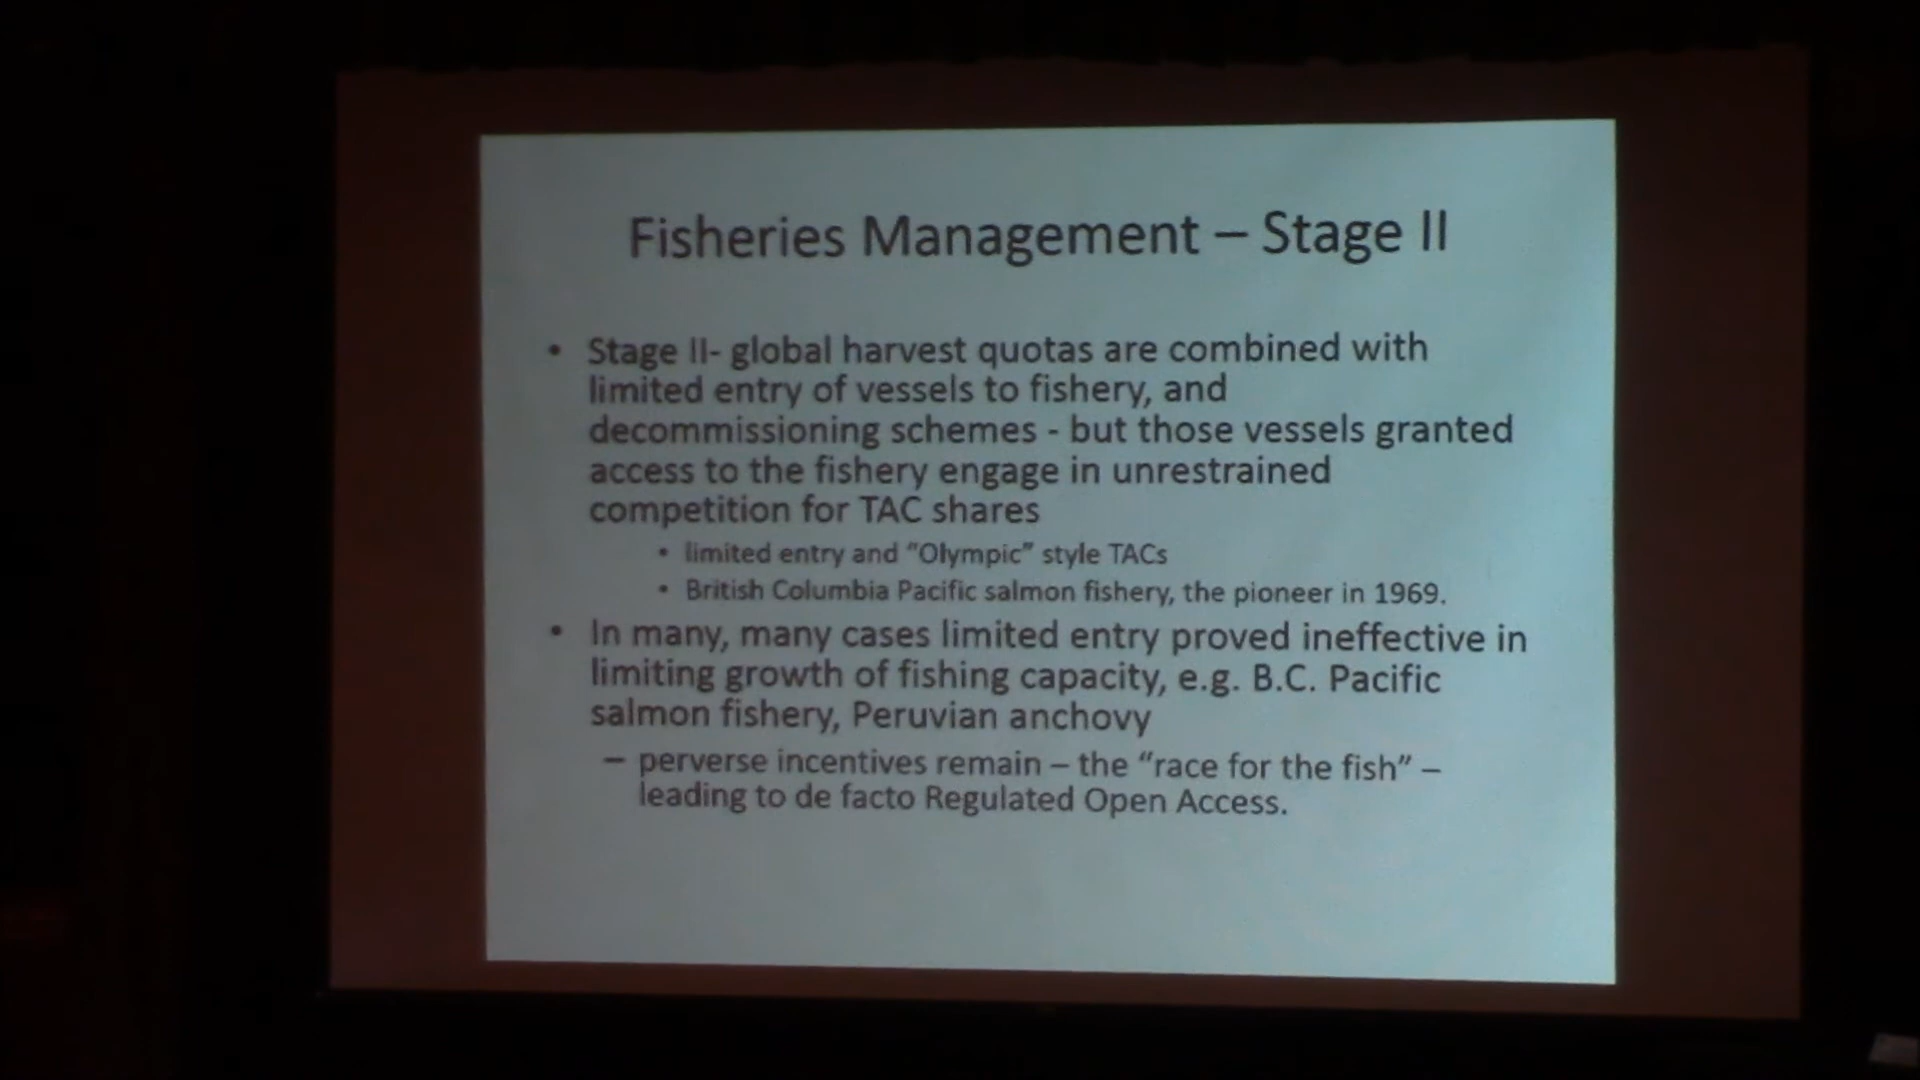 Fisheries Management – Stage II
• Stage II- global harvest quotas are combined with
limited entry of vessels to fishery, and
decommissioning schemes - but those vessels granted
access to the fishery engage in unrestrained
competition for TAC shares
• limited entry and “Olympic” style TACs
• British Columbia Pacific salmon fishery, the pioneer in 1969.
• In many, many cases limited entry proved ineffective in
limiting growth of fishing capacity, e.g. B.C. Pacific
salmon fishery, Peruvian anchovy
– perverse incentives remain – the “race for the fish” –
leading to de facto Regulated Open Access.